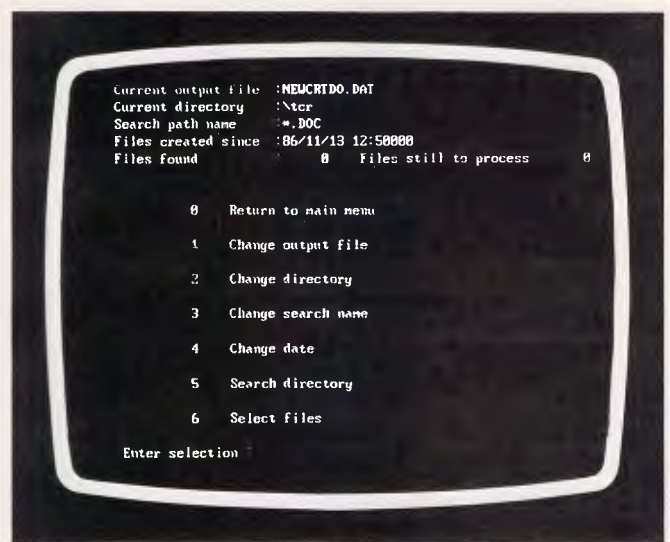 Current output file :NEWCRTDO.DAT
Current directory :\tcr
Search path name :*.DOC
Files created since :86/11/13 12:50000
Files found : 0 Files still to process 0
0 Return to main menu
1 Change output file
2 Change directory
3 Change search name
4 Change date
5 Search directory
6 Select files
Enter selection :